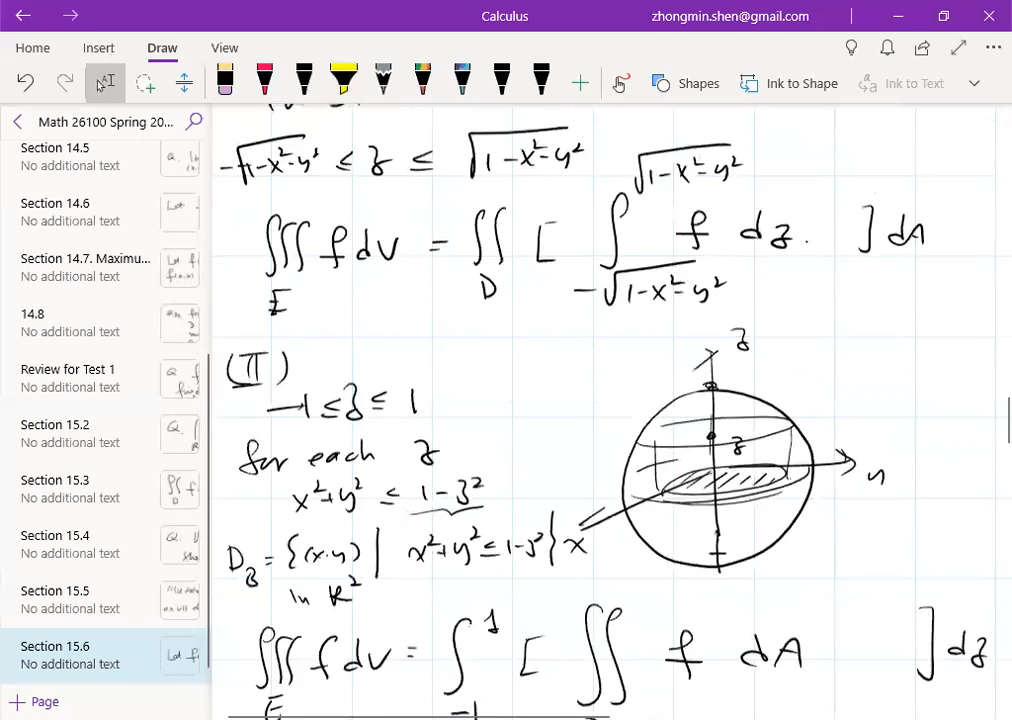 Calculus
zhongmin.shen@gmail.com
Home
Insert
Draw
View
Shapes
Ink to Shape
Ink to Text
Math 26100 Spring 20...
Section 14.5
No additional text
Section 14.6
No additional text
Section 14.7. Maximu...
No additional text
14.8
No additional text
Review for Test 1
No additional text
Section 15.2
No additional text
Section 15.3
No additional text
Section 15.4
No additional text
Section 15.5
No additional text
Section 15.6
No additional text
Page
-√(1-x²-y²) ≤ z ≤ √(1-x²-y²)
∭_E f dV = ∬_D [ ∫_{-√(1-x²-y²)}^{√(1-x²-y²)} f dz. ] dA
(II)
-1 ≤ z ≤ 1
for each z
x²+y² ≤ 1-z²
D_z = {(x,y) | x²+y² ≤ 1-z²}
in R²
z
z
y
x
∭_E f dV = ∫_{-1}^{1} [ ∬ f dA ] dz